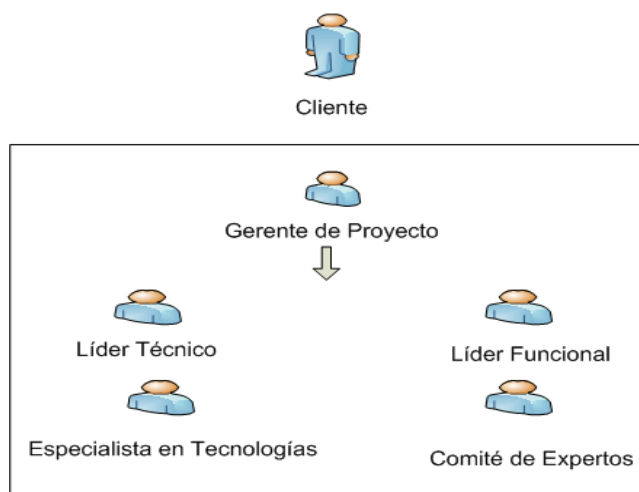 Cliente
Gerente de Proyecto
Líder Técnico
Líder Funcional
Especialista en Tecnologías
Comité de Expertos